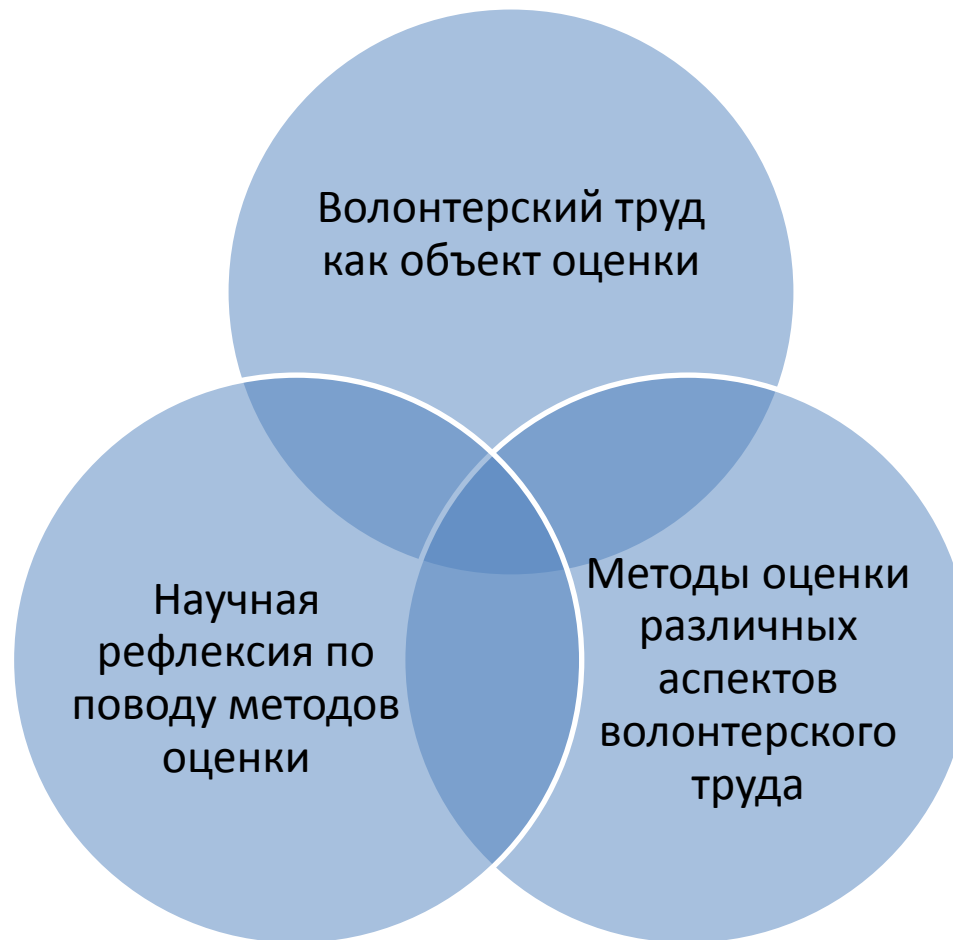 Волонтерский труд
как объект оценки
Научная
рефлексия по
поводу методов
оценки
Методы оценки
различных
аспектов
волонтерского
труда